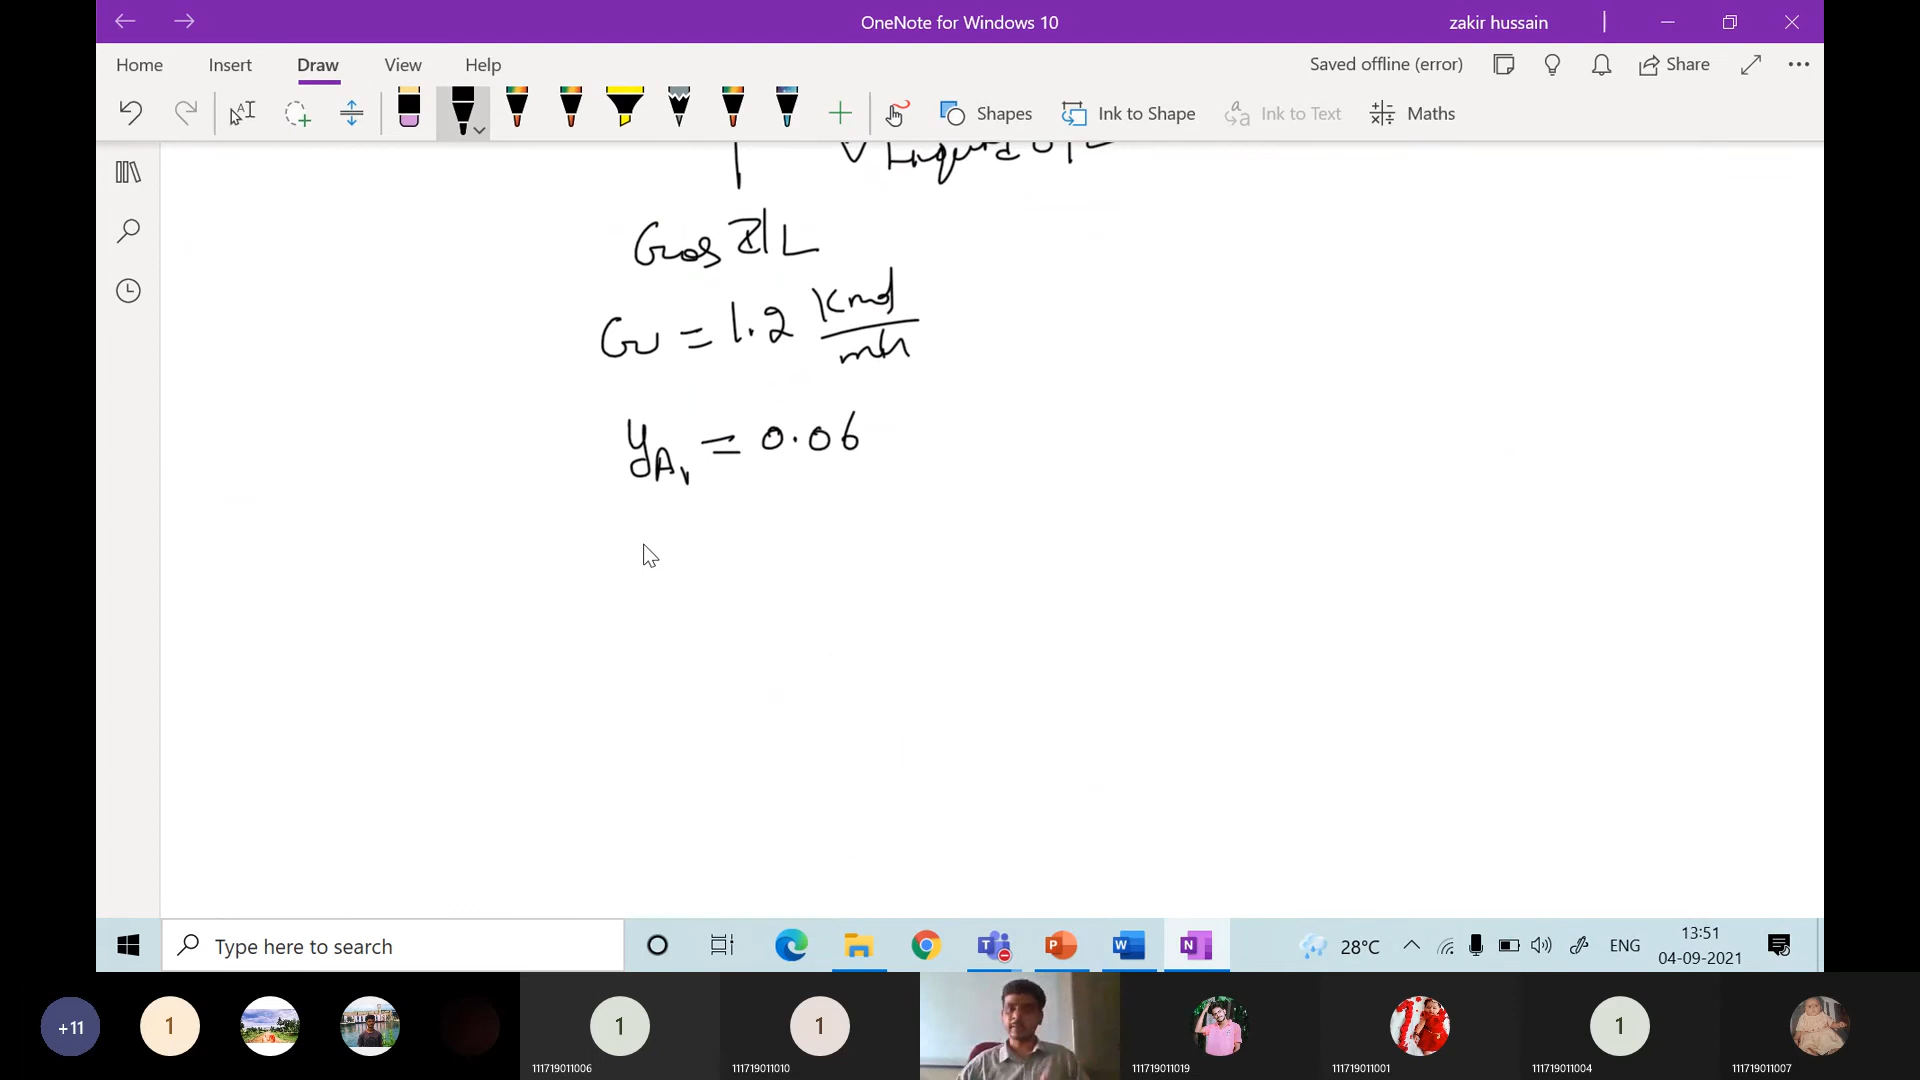 OneNote for Windows 10
zakir hussain
Home Insert Draw View Help
Saved offline (error) Share
Shapes Ink to Shape Ink to Text Maths
Liquid O/L
Gas I/L
G = 1.2 Kmol
yA1 = 0.06
Type here to search
28°C ENG
13:51
04-09-2021
+11 1 1 1 1
111719011006 111719011010 111719011019 111719011001 111719011004 111719011007